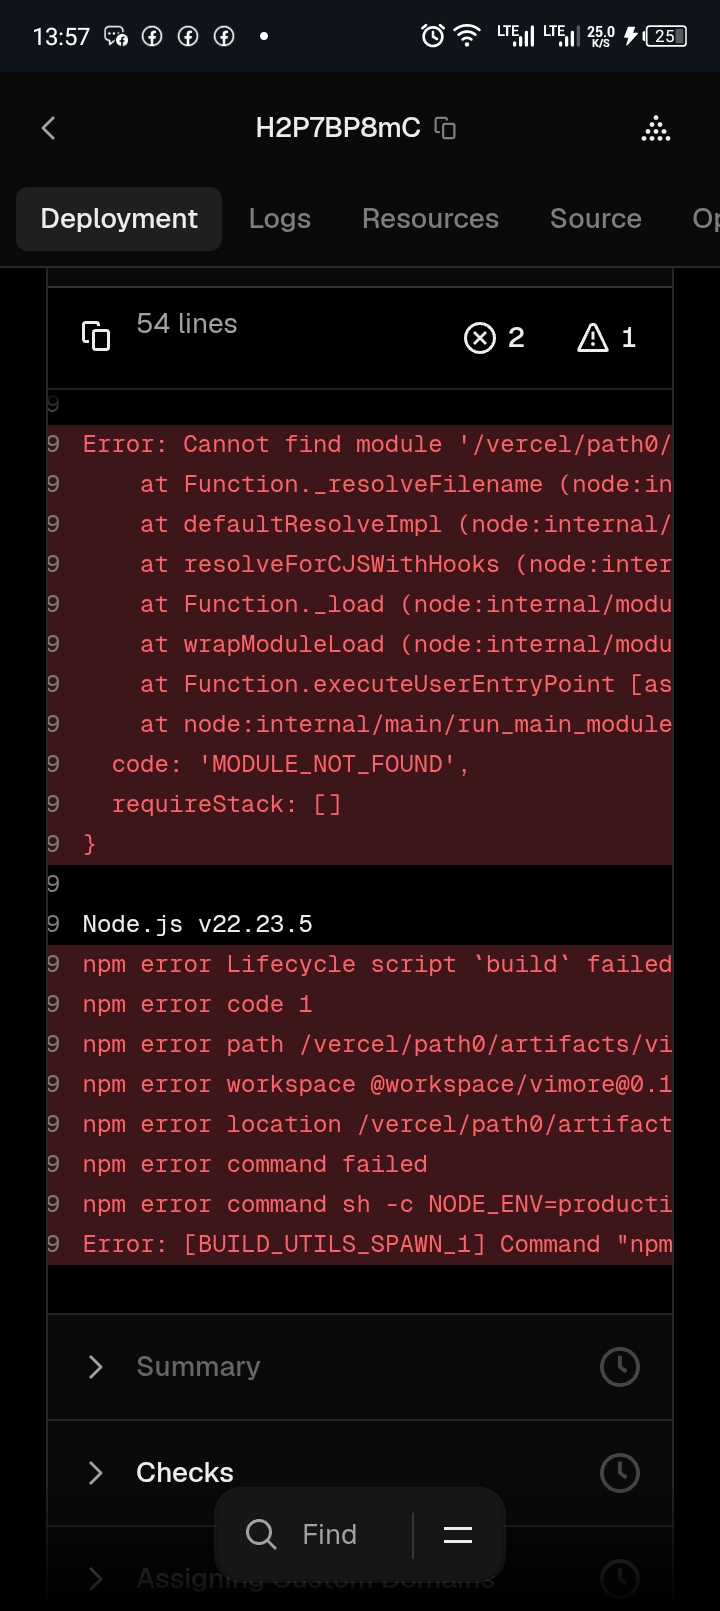 13:57
LTE LTE 25.0 K/S 25
H2P7BP8mC
Deployment Logs Resources Source Op
54 lines 2 1
9
9 Error: Cannot find module '/vercel/path0/
9 at Function._resolveFilename (node:in
9 at defaultResolveImpl (node:internal/
9 at resolveForCJSWithHooks (node:inter
9 at Function._load (node:internal/modu
9 at wrapModuleLoad (node:internal/modu
9 at Function.executeUserEntryPoint [as
9 at node:internal/main/run_main_module
9 code: 'MODULE_NOT_FOUND',
9 requireStack: []
9 }
9
9 Node.js v22.23.5
9 npm error Lifecycle script `build` failed
9 npm error code 1
9 npm error path /vercel/path0/artifacts/vi
9 npm error workspace @workspace/vimore@0.1
9 npm error location /vercel/path0/artifact
9 npm error command failed
9 npm error command sh -c NODE_ENV=producti
9 Error: [BUILD_UTILS_SPAWN_1] Command "npm
Summary
Checks
Find
Assigning Custom Domains